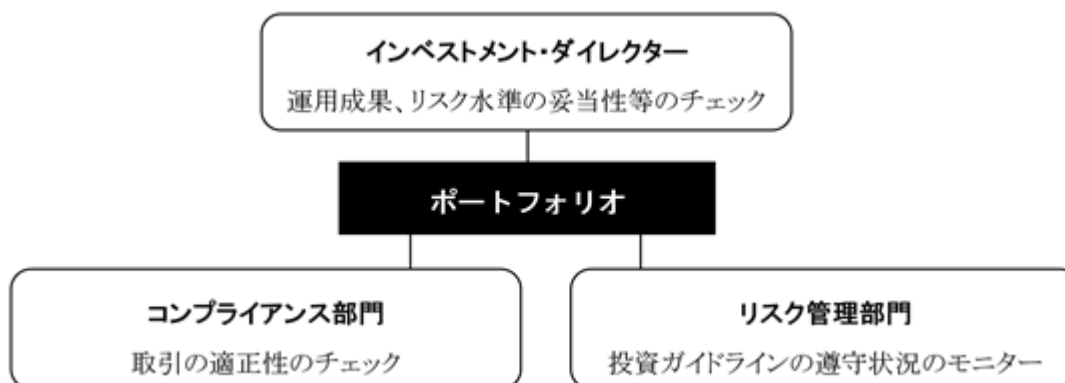 インベストメント・ダイレクター
運用成果、リスク水準の妥当性等のチェック
ポートフォリオ
コンプライアンス部門
取引の適正性のチェック
リスク管理部門
投資ガイドラインの遵守状況のモニター